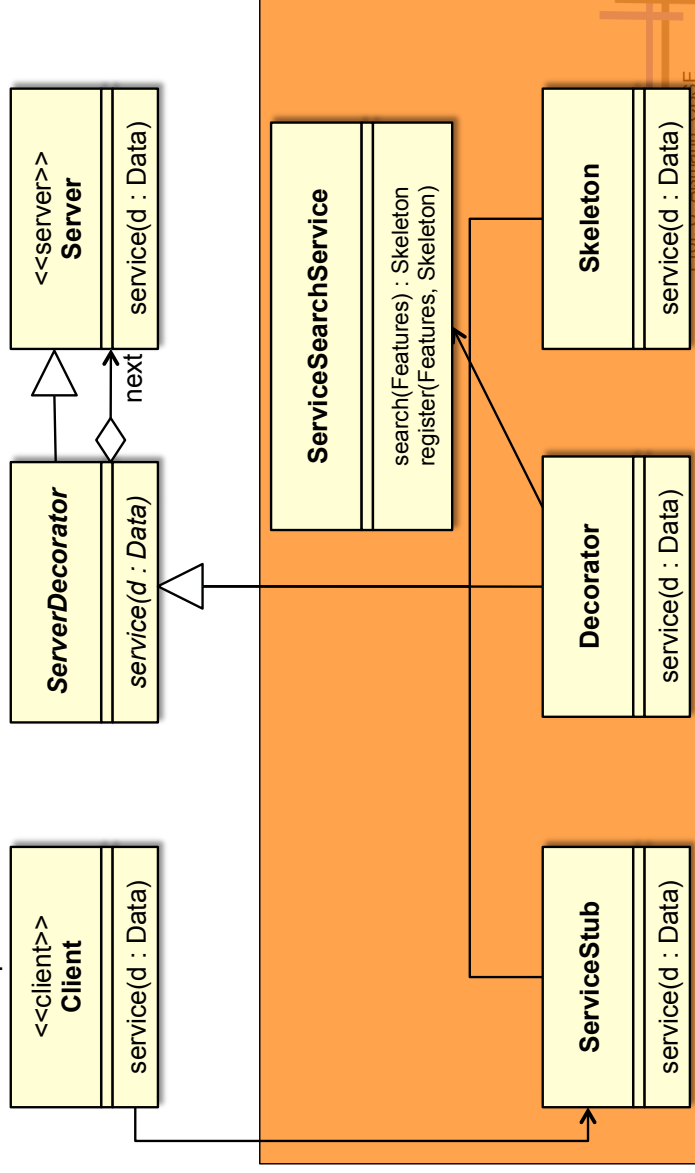 <<client>>
Client
service(d : Data)
ServerDecorator
service(d : Data)
next
<<server>>
Server
service(d : Data)
ServiceSearchService
search(Features) : Skeleton
register(Features, Skeleton)
ServiceStub
service(d : Data)
Decorator
service(d : Data)
Skeleton
service(d : Data)